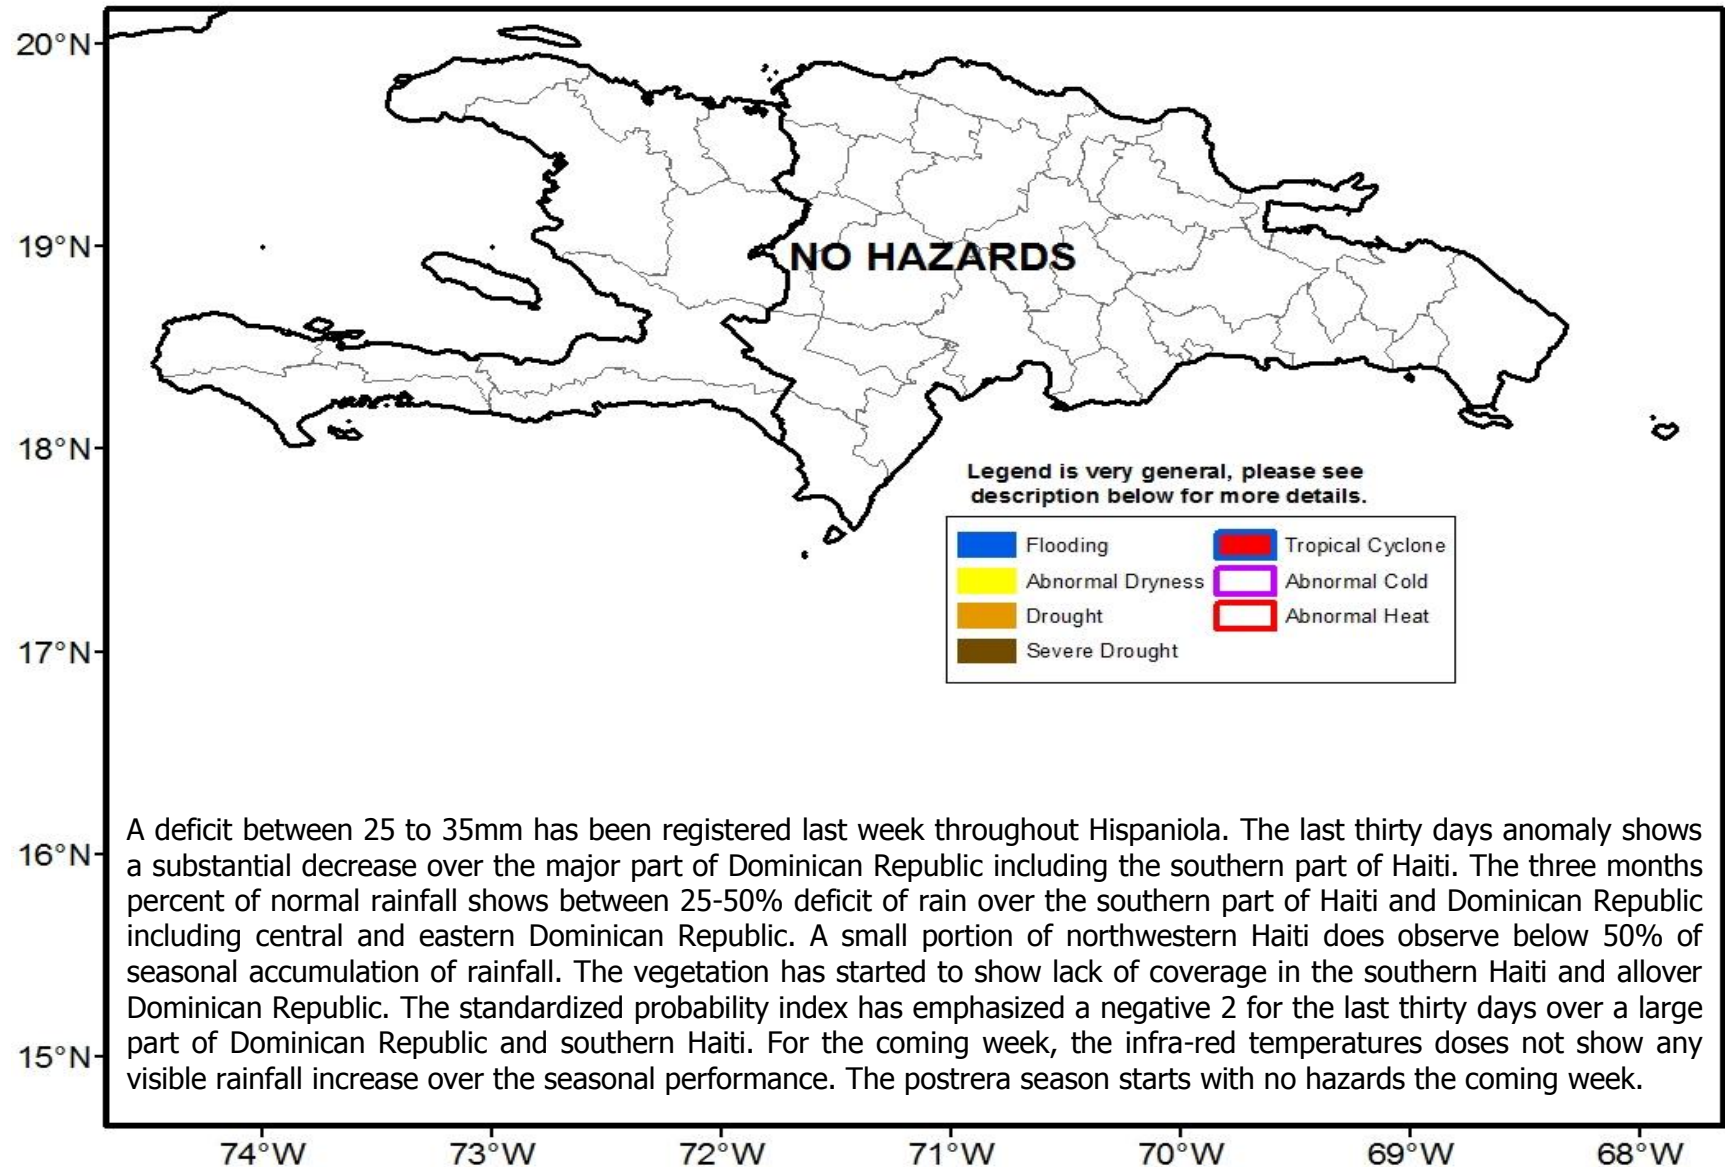 20°N
19°N
18°N
17°N
16°N
15°N
NO HAZARDS
Legend is very general, please see
description below for more details.
Flooding
Tropical Cyclone
Abnormal Dryness
Abnormal Cold
Drought
Abnormal Heat
Severe Drought
A deficit between 25 to 35mm has been registered last week throughout Hispaniola. The last thirty days anomaly shows
a substantial decrease over the major part of Dominican Republic including the southern part of Haiti. The three months
percent of normal rainfall shows between 25-50% deficit of rain over the southern part of Haiti and Dominican Republic
including central and eastern Dominican Republic. A small portion of northwestern Haiti does observe below 50% of
seasonal accumulation of rainfall. The vegetation has started to show lack of coverage in the southern Haiti and allover
Dominican Republic. The standardized probability index has emphasized a negative 2 for the last thirty days over a large
part of Dominican Republic and southern Haiti. For the coming week, the infra-red temperatures doses not show any
visible rainfall increase over the seasonal performance. The postrera season starts with no hazards the coming week.
74°W 73°W 72°W 71°W 70°W 69°W 68°W